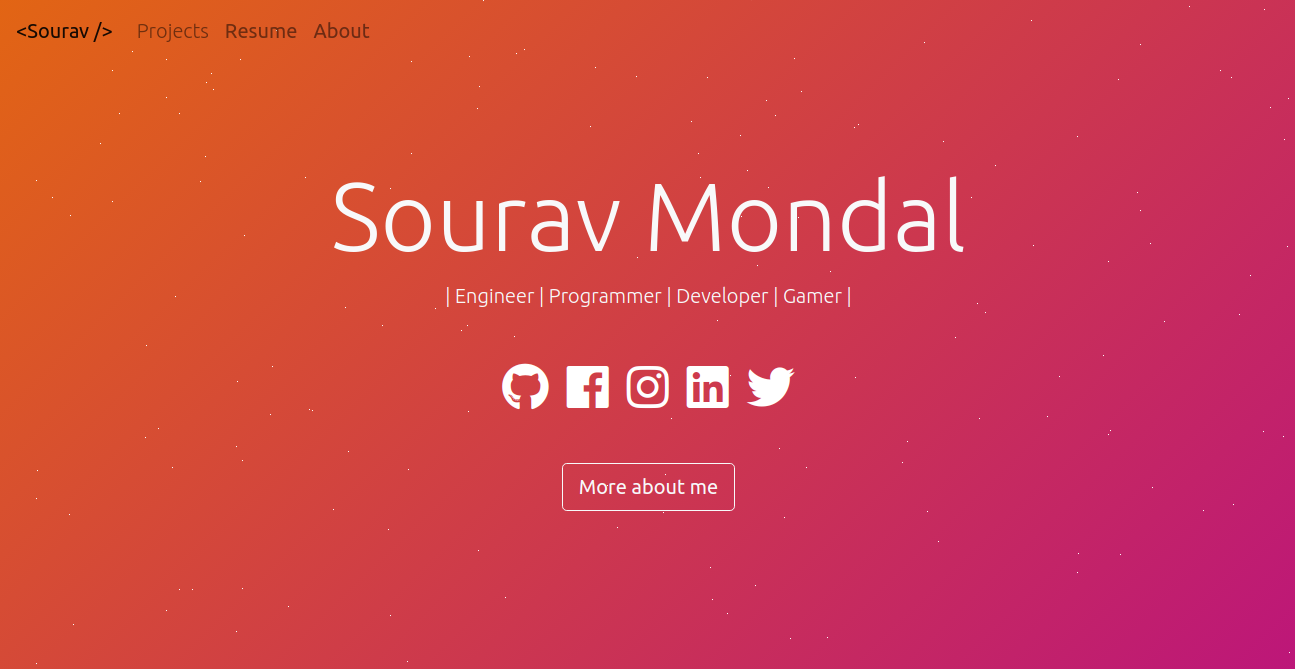 <Sourav /> Projects Resume About
Sourav Mondal
| Engineer | Programmer | Developer | Gamer |
More about me